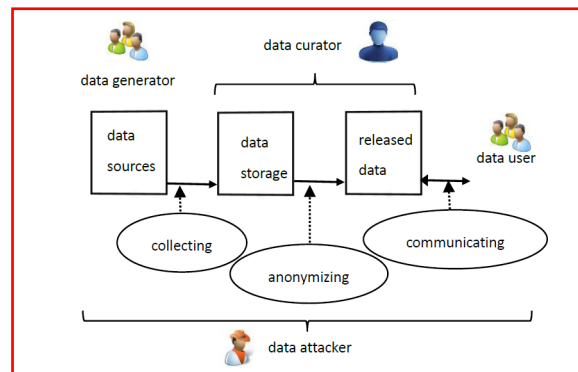 data curator
data generator
data
sources
data
storage
released
data
data user
collecting
anonymizing
communicating
data attacker